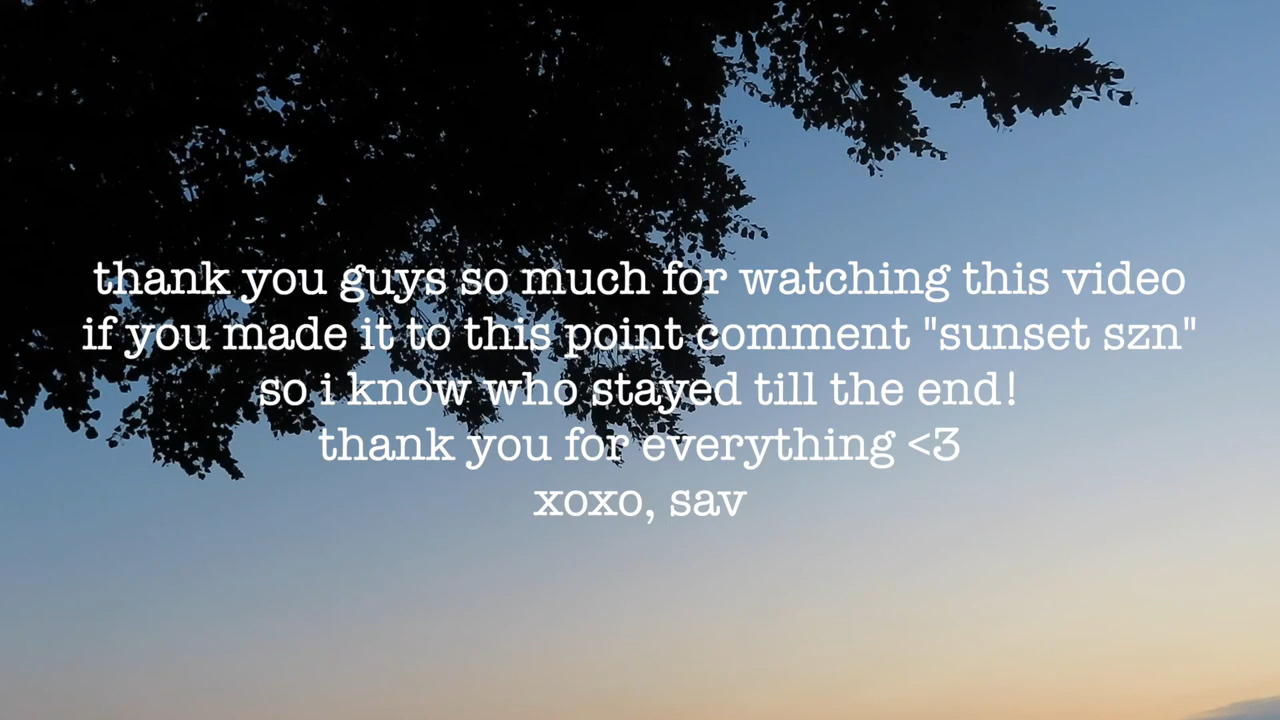 thank you guys so much for watching this video
if you made it to this point comment "sunset szn"
so i know who stayed till the end!
thank you for everything <3
xoxo, sav